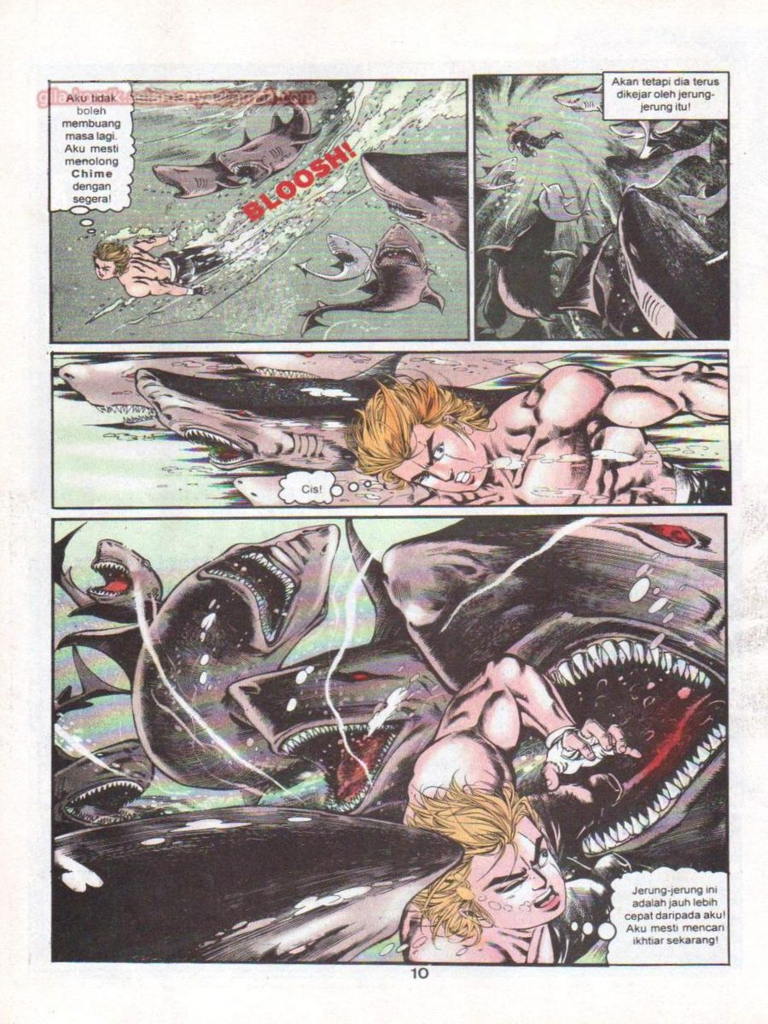 Aku tidak
boleh
membuang
masa lagi.
Aku mesti
menolong
Chime
dengan
segera!
BLOOSH!
Akan tetapi dia terus
dikejar oleh jerung-
jerung itu!
Cis!
Jerung-jerung ini
adalah jauh lebih
cepat daripada aku!
Aku mesti mencari
ikhtiar sekarang!
10